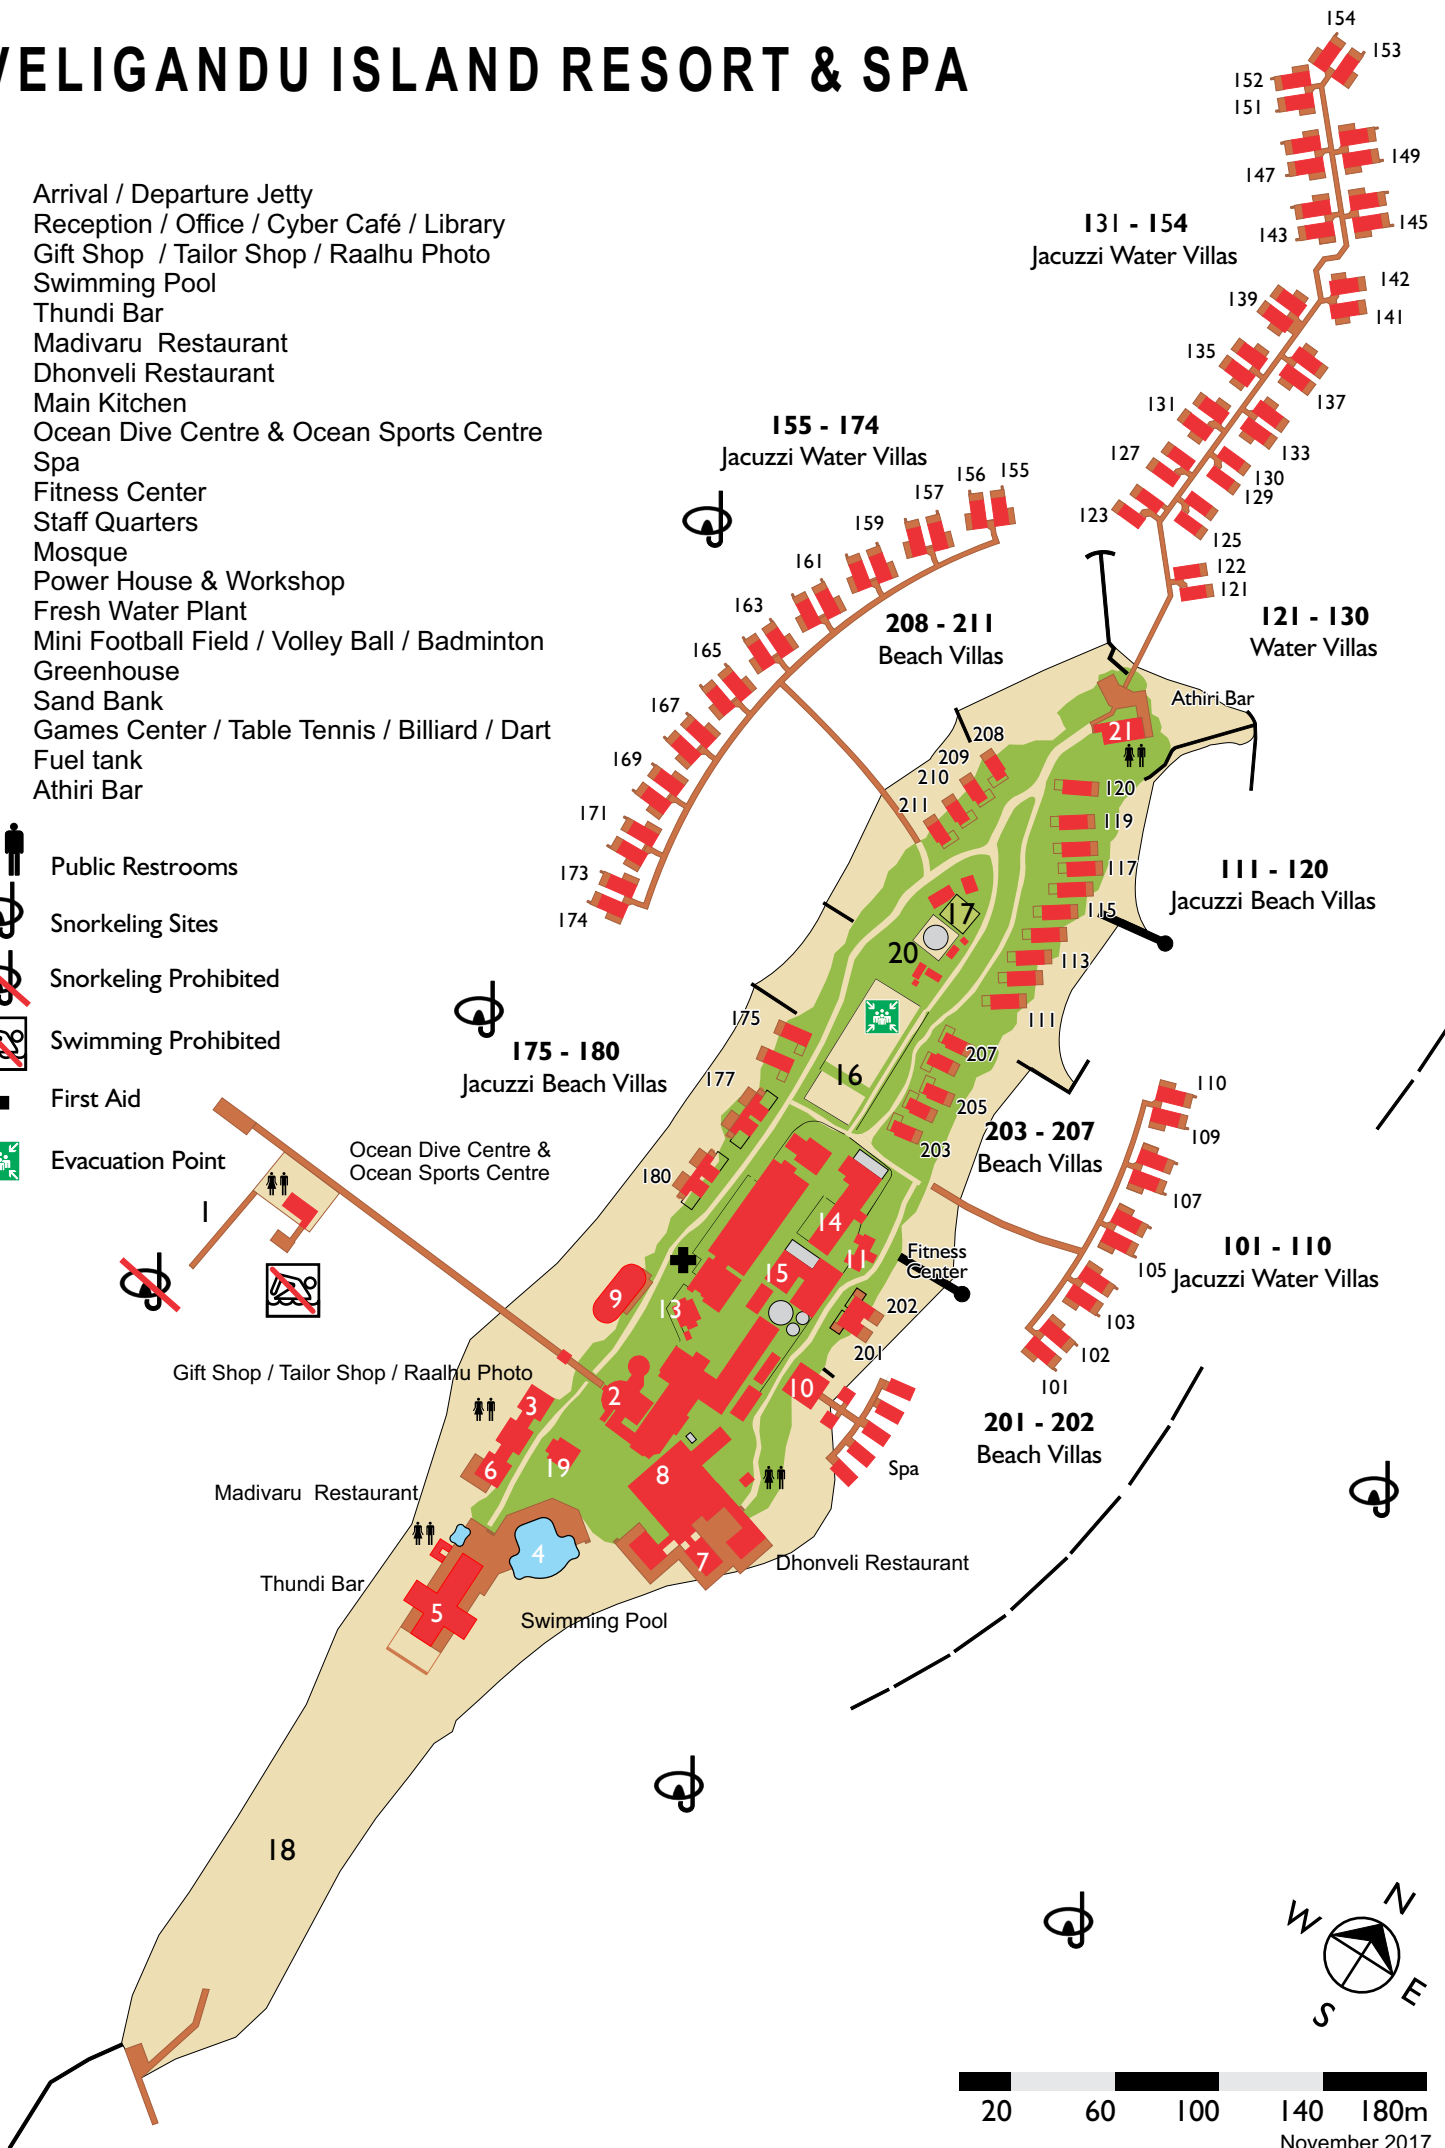 VELIGANDU ISLAND RESORT & SPA
Arrival / Departure Jetty
Reception / Office / Cyber Café / Library
Gift Shop / Tailor Shop / Raalhu Photo
Swimming Pool
Thundi Bar
Madivaru Restaurant
Dhonveli Restaurant
Main Kitchen
Ocean Dive Centre & Ocean Sports Centre
Spa
Fitness Center
Staff Quarters
Mosque
Power House & Workshop
Fresh Water Plant
Mini Football Field / Volley Ball / Badminton
Greenhouse
Sand Bank
Games Center / Table Tennis / Billiard / Dart
Fuel tank
Athiri Bar
Public Restrooms
Snorkeling Sites
Snorkeling Prohibited
Swimming Prohibited
First Aid
Evacuation Point
154
153
152
151
149
147
145
143
131 - 154
Jacuzzi Water Villas
142
141
139
135
137
131
133
127
130
129
123
125
122
121
121 - 130
Water Villas
155 - 174
Jacuzzi Water Villas
156
155
157
159
161
163
165
167
169
171
173
174
208 - 211
Beach Villas
Athiri Bar
21
208
209
210
211
120
119
117
115
113
111
111 - 120
Jacuzzi Beach Villas
17
20
16
175
177
180
175 - 180
Jacuzzi Beach Villas
207
205
203
203 - 207
Beach Villas
110
109
107
105
103
102
101
101 - 110
Jacuzzi Water Villas
Ocean Dive Centre &
Ocean Sports Centre
1
14
11
15
Fitness
Center
9
13
202
201
201 - 202
Beach Villas
Gift Shop / Tailor Shop / Raalhu Photo
2
10
3
6
19
8
Spa
Madivaru Restaurant
4
7
Dhonveli Restaurant
Thundi Bar
5
Swimming Pool
18
N
W
E
S
20 60 100 140 180m
November 2017